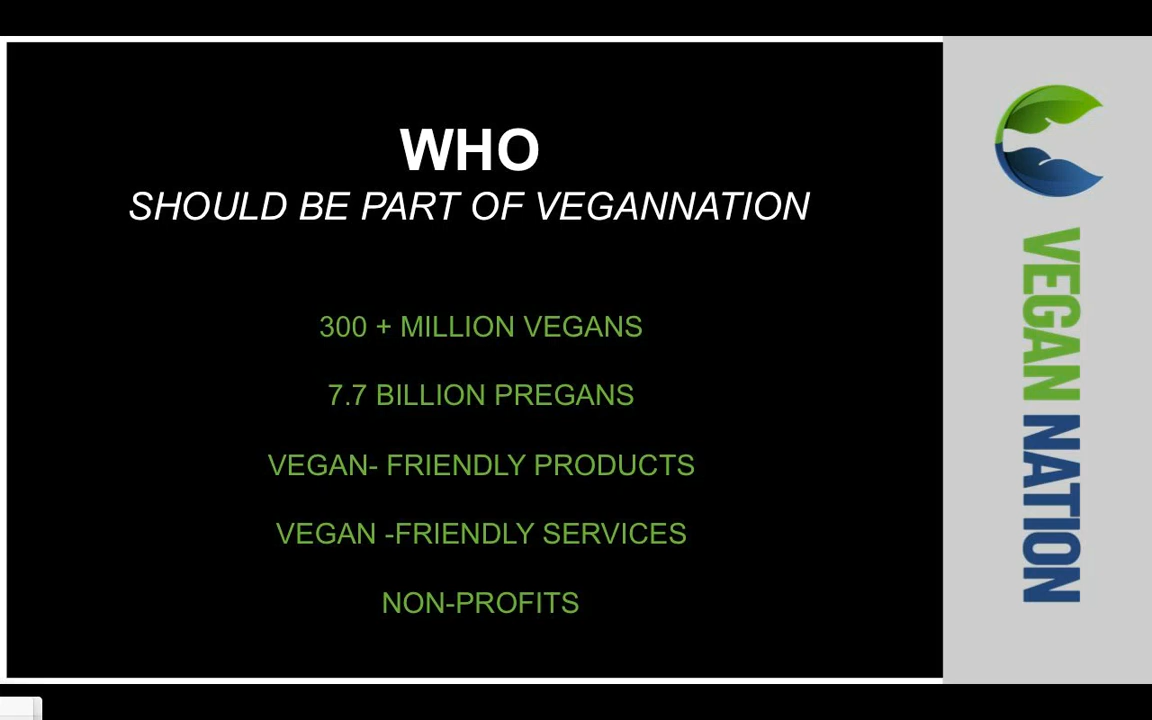 WHO
SHOULD BE PART OF VEGANNATION
300 + MILLION VEGANS
7.7 BILLION PREGANS
VEGAN- FRIENDLY PRODUCTS
VEGAN -FRIENDLY SERVICES
NON-PROFITS
VEGAN NATION